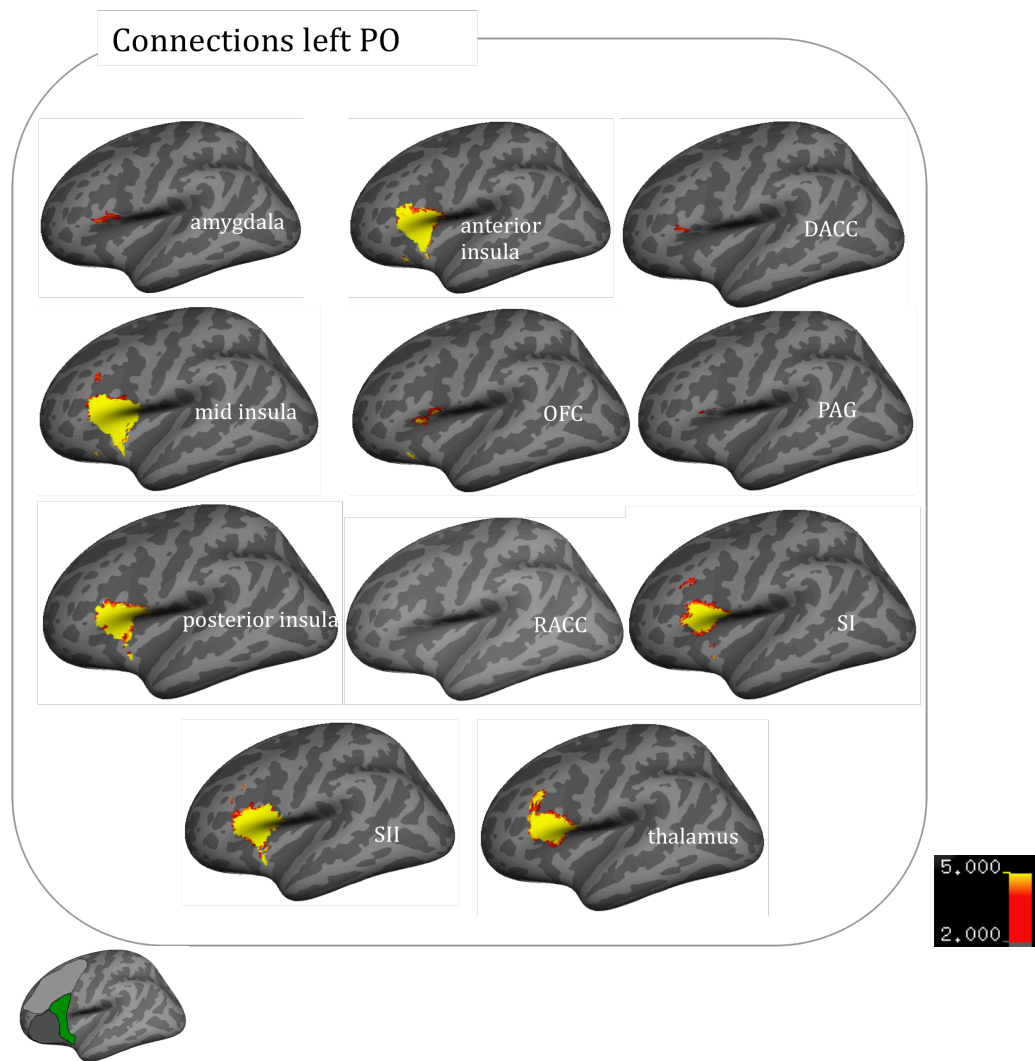 Connections left PO
amygdala
anterior
insula
DACC
mid insula
OFC
PAG
posterior insula
RACC
SI
SII
thalamus
5.000
2.000